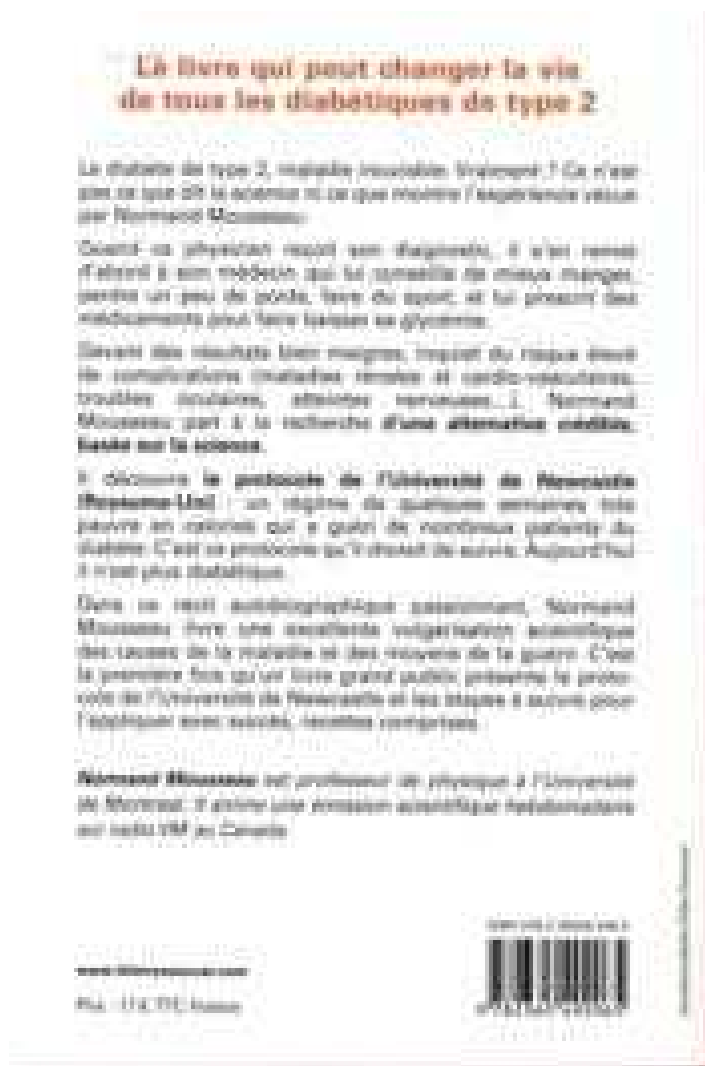 Le livre qui peut changer la vie
de tous les diabétiques de type 2
Le diabète de type 2, maladie incurable. Vraiment ? Ce n'est
pas ce que dit la science ni ce que montre l'expérience vécue
par Normand Mousseau.
Quand ce physicien reçoit son diagnostic, il s'en remet
d'abord à son médecin qui lui conseille de mieux manger,
perdre un peu de poids, faire du sport, et lui prescrit des
médicaments pour faire baisser sa glycémie.
Devant des résultats bien maigres, inquiet du risque élevé
de complications (maladies rénales et cardio-vasculaires,
troubles oculaires, atteintes nerveuses...), Normand
Mousseau part à la recherche d'une alternative crédible,
basée sur la science.
Il découvre le protocole de l'Université de Newcastle
(Royaume-Uni) : un régime de quelques semaines très
pauvre en calories qui a guéri de nombreux patients du
diabète. C'est ce protocole qu'il choisit de suivre. Aujourd'hui
il n'est plus diabétique.
Dans ce récit autobiographique passionnant, Normand
Mousseau livre une excellente vulgarisation scientifique
des causes de la maladie et des moyens de la guérir. C'est
la première fois qu'un livre grand public présente le proto-
cole de l'Université de Newcastle et les étapes à suivre pour
l'appliquer avec succès, recettes comprises.
Normand Mousseau est professeur de physique à l'Université
de Montréal. Il anime une émission scientifique hebdomadaire
sur radio VM au Canada.